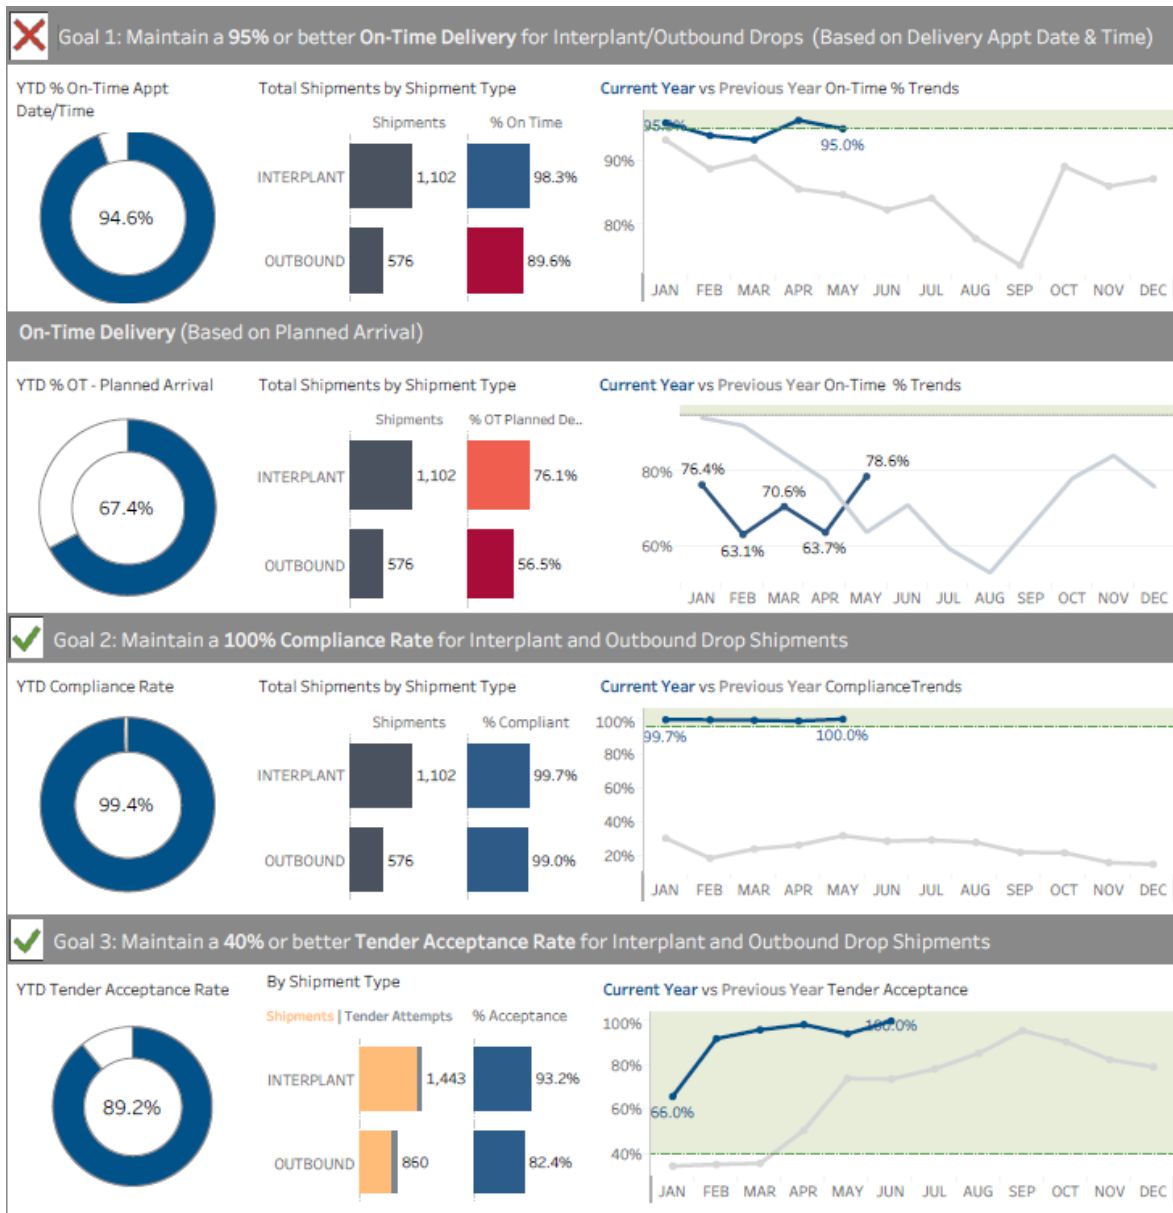 Goal 1: Maintain a 95% or better On-Time Delivery for Interplant/Outbound Drops (Based on Delivery Appt Date & Time)
YTD % On-Time Appt
Date/Time
94.6%
Total Shipments by Shipment Type
Shipments % On Time
INTERPLANT 1,102 98.3%
OUTBOUND 576 89.6%
Current Year vs Previous Year On-Time % Trends
95.0%
90%
80%
JAN FEB MAR APR MAY JUN JUL AUG SEP OCT NOV DEC
On-Time Delivery (Based on Planned Arrival)
YTD % OT - Planned Arrival
67.4%
Total Shipments by Shipment Type
Shipments % OT Planned De..
INTERPLANT 1,102 76.1%
OUTBOUND 576 56.5%
Current Year vs Previous Year On-Time % Trends
80% 76.4% 78.6%
70.6%
60% 63.1% 63.7%
JAN FEB MAR APR MAY JUN JUL AUG SEP OCT NOV DEC
Goal 2: Maintain a 100% Compliance Rate for Interplant and Outbound Drop Shipments
YTD Compliance Rate
99.4%
Total Shipments by Shipment Type
Shipments % Compliant
INTERPLANT 1,102 99.7%
OUTBOUND 576 99.0%
Current Year vs Previous Year ComplianceTrends
100%
99.7% 100.0%
80%
60%
40%
20%
JAN FEB MAR APR MAY JUN JUL AUG SEP OCT NOV DEC
Goal 3: Maintain a 40% or better Tender Acceptance Rate for Interplant and Outbound Drop Shipments
YTD Tender Acceptance Rate
89.2%
By Shipment Type
Shipments | Tender Attempts % Acceptance
INTERPLANT 1,443 93.2%
OUTBOUND 860 82.4%
Current Year vs Previous Year Tender Acceptance
100% 100.0%
80%
60% 66.0%
40%
JAN FEB MAR APR MAY JUN JUL AUG SEP OCT NOV DEC